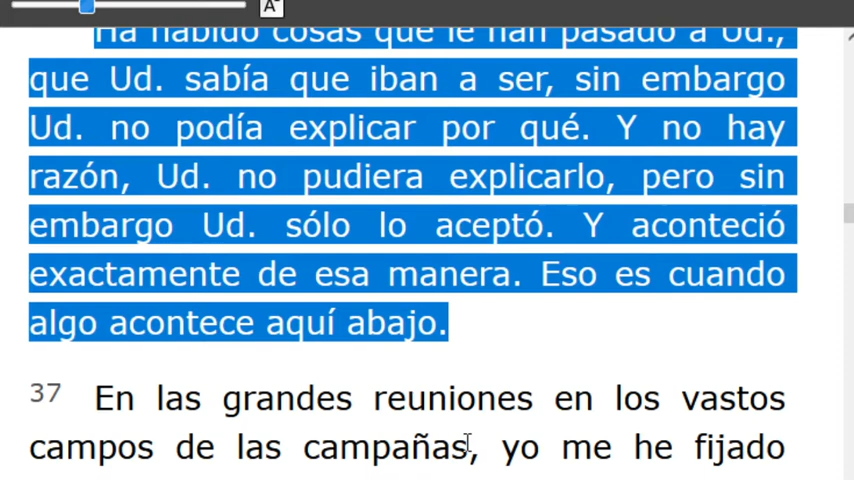 A
Ha habido cosas que le han pasado a Ud.,
que Ud. sabía que iban a ser, sin embargo
Ud. no podía explicar por qué. Y no hay
razón, Ud. no pudiera explicarlo, pero sin
embargo Ud. sólo lo aceptó. Y aconteció
exactamente de esa manera. Eso es cuando
algo acontece aquí abajo.
37 En las grandes reuniones en los vastos
campos de las campañas, yo me he fijado